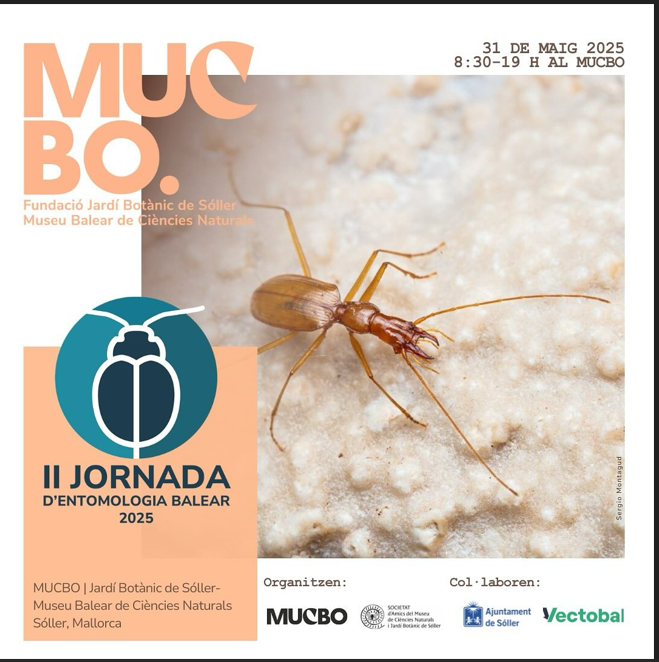 MUC
BO.
Fundació Jardí Botànic de Sóller
Museu Balear de Ciències Naturals
31 DE MAIG 2025
8:30-19 H AL MUCBO
II JORNADA
D'ENTOMOLOGIA BALEAR
2025
Sergio Montagud
MUCBO | Jardí Botànic de Sóller-
Museu Balear de Ciències Naturals
Sóller, Mallorca
Organitzen:
MUCBO
SOCIETAT
d'Amics del Museu
de Ciències Naturals
i Jardí Botànic de Sóller
Col·laboren:
Ajuntament
de Sóller
Vectobal